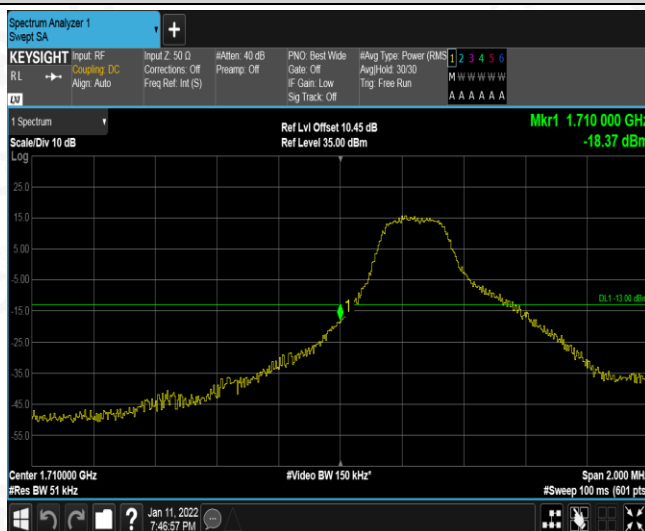 Spectrum Analyzer 1
Swept SA
KEYSIGHT
RL
Input: RF
Coupling: DC
Align: Auto
Input Z: 50 Ω
Corrections: Off
Freq Ref: Int (S)
#Atten: 40 dB
Preamp: Off
PNO: Best Wide
Gate: Off
IF Gain: Low
Sig Track: Off
#Avg Type: Power (RMS
Avg|Hold: 30/30
Trig: Free Run
1 2 3 4 5 6
M W W W W W
A A A A A A
LXI
1 Spectrum
Scale/Div 10 dB
Log
Ref Lvl Offset 10.45 dB
Ref Level 35.00 dBm
Mkr1 1.710 000 GHz
-18.37 dBm
25.0
15.0
5.00
-5.00
DL1 -13.00 dBm
1
-15.0
-25.0
-35.0
-45.0
-55.0
Center 1.710000 GHz
#Res BW 51 kHz
#Video BW 150 kHz*
Span 2.000 MHz
#Sweep 100 ms (601 pts)
?
Jan 11, 2022
7:46:57 PM